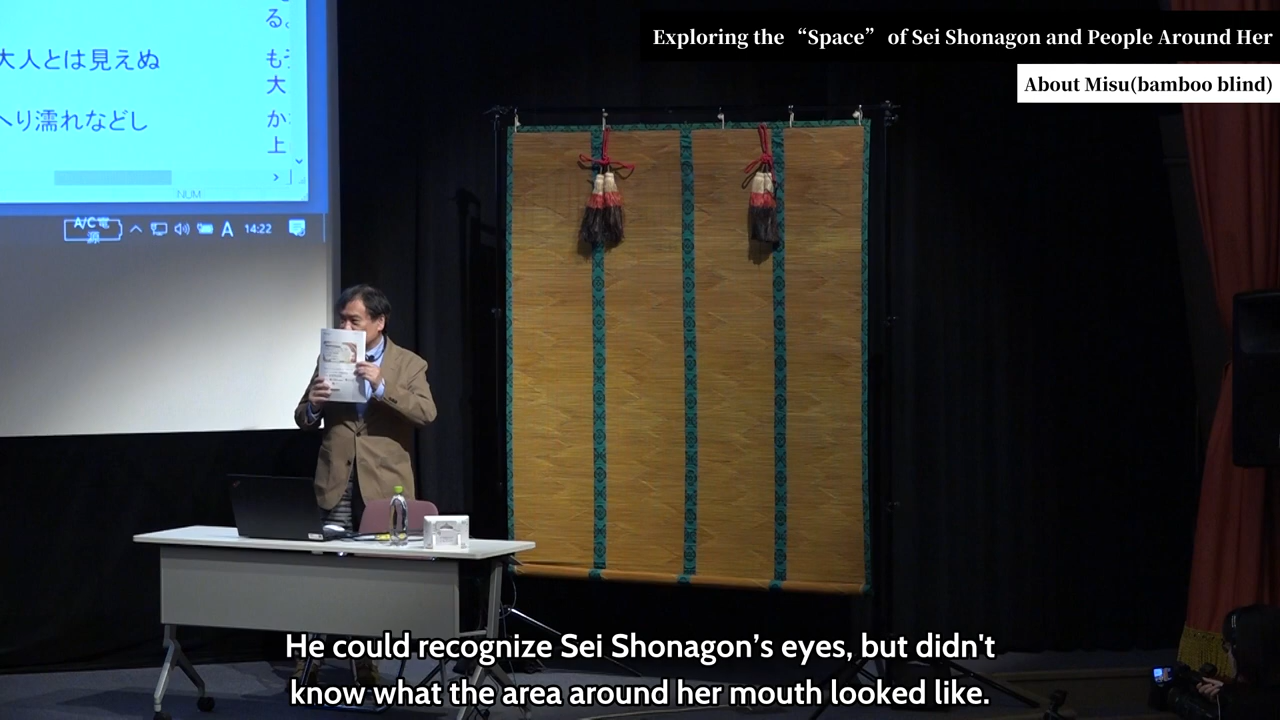 る。
大人とは見えぬ
大
へり濡れなどし
か
上
NUM
A/C電
源
A 14:22
Exploring the “Space” of Sei Shonagon and People Around Her
About Misu(bamboo blind)
He could recognize Sei Shonagon’s eyes, but didn't
know what the area around her mouth looked like.